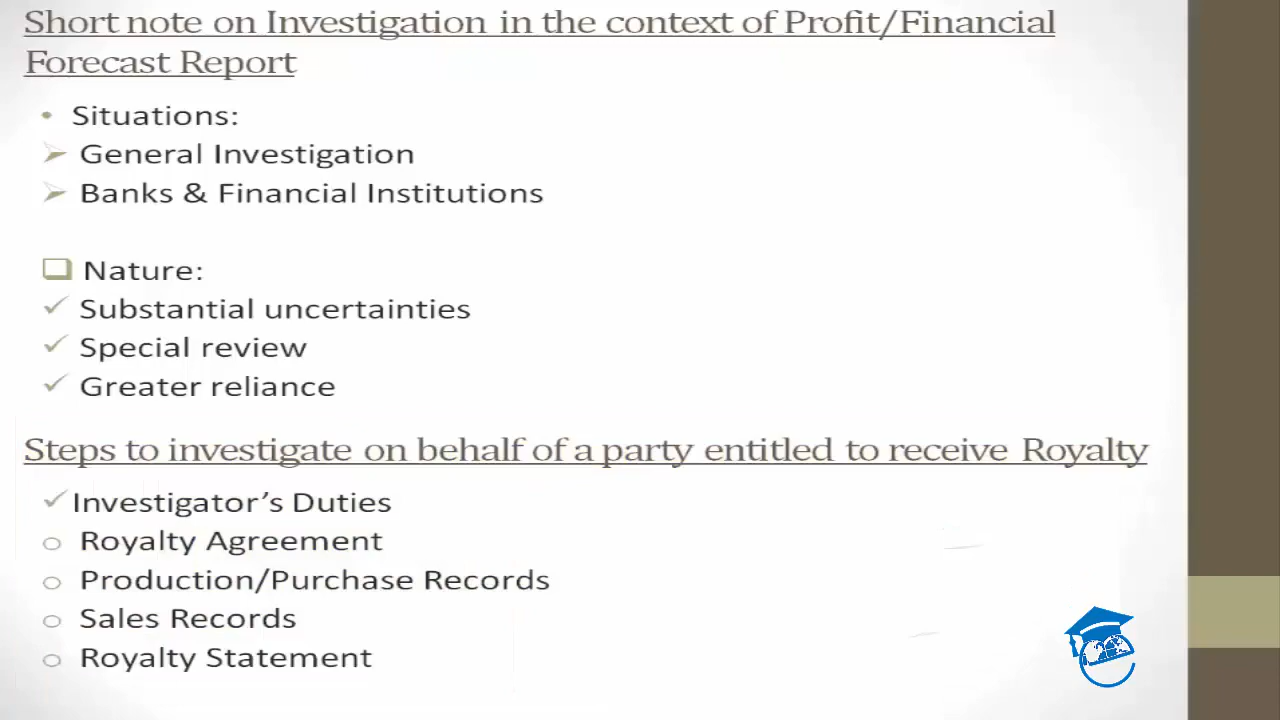 Short note on Investigation in the context of Profit/Financial
Forecast Report
• Situations:
➢ General Investigation
➢ Banks & Financial Institutions
❑ Nature:
✓ Substantial uncertainties
✓ Special review
✓ Greater reliance
Steps to investigate on behalf of a party entitled to receive Royalty
✓ Investigator’s Duties
o Royalty Agreement
o Production/Purchase Records
o Sales Records
o Royalty Statement